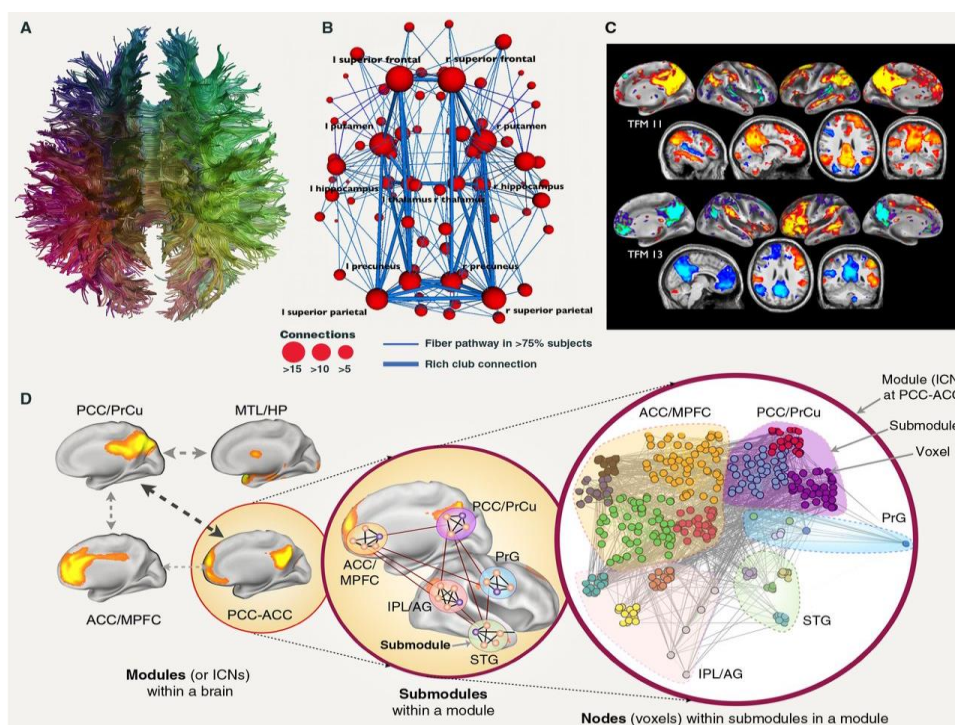 A
B
l superior frontal
r superior frontal
l putamen
r putamen
l hippocampus
r hippocampus
l thalamus
r thalamus
l precuneus
r precuneus
l superior parietal
r superior parietal
Connections
>15
>10
>5
Fiber pathway in >75% subjects
Rich club connection
C
TFM 11
TFM 13
D
PCC/PrCu
MTL/HP
ACC/MPFC
PCC-ACC
Modules (or ICNs)
within a brain
PCC/PrCu
ACC/
MPFC
PrG
IPL/AG
Submodule
STG
Submodules
within a module
ACC/MPFC
PCC/PrCu
Module (ICN
at PCC-ACC
Submodule
Voxel
PrG
STG
IPL/AG
Nodes (voxels) within submodules in a module